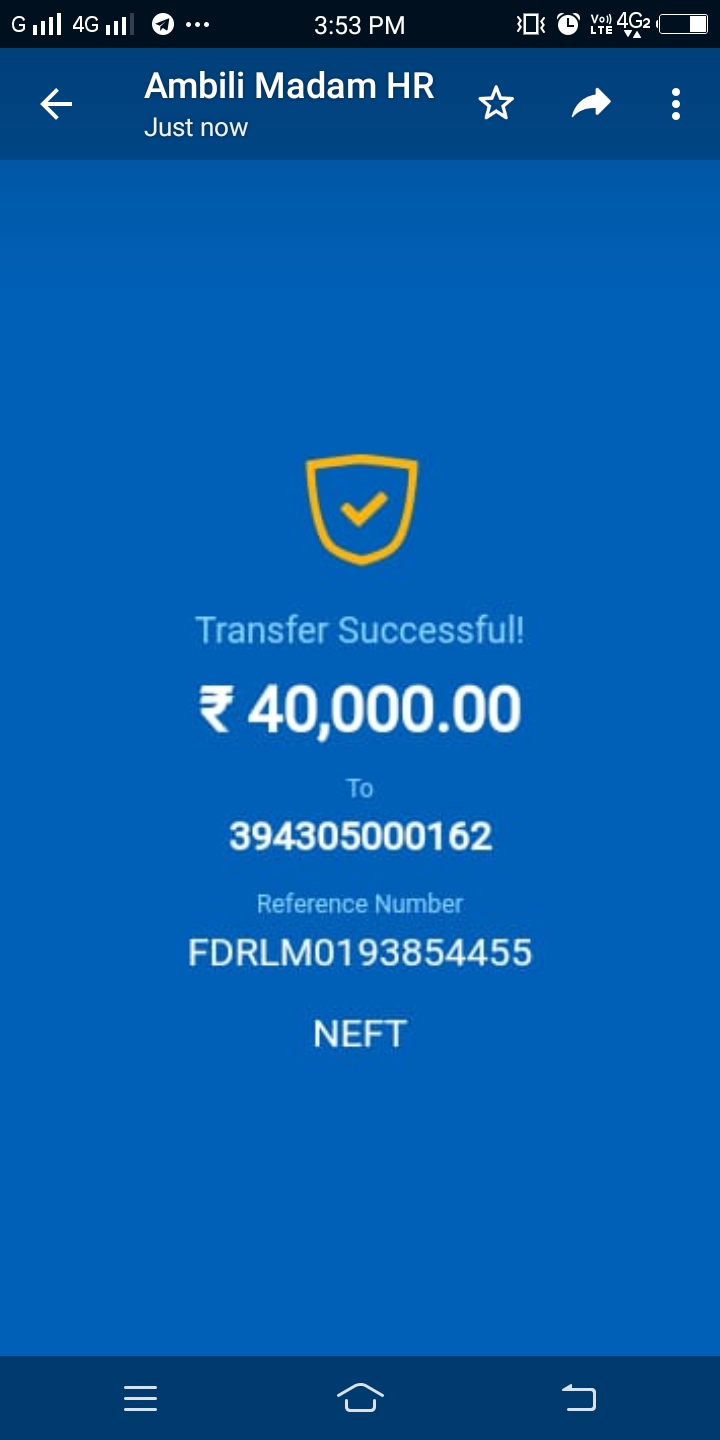 G 4G 3:53 PM Vo)) LTE 4G2
Ambili Madam HR
Just now
Transfer Successful!
₹ 40,000.00
To
394305000162
Reference Number
FDRLM0193854455
NEFT